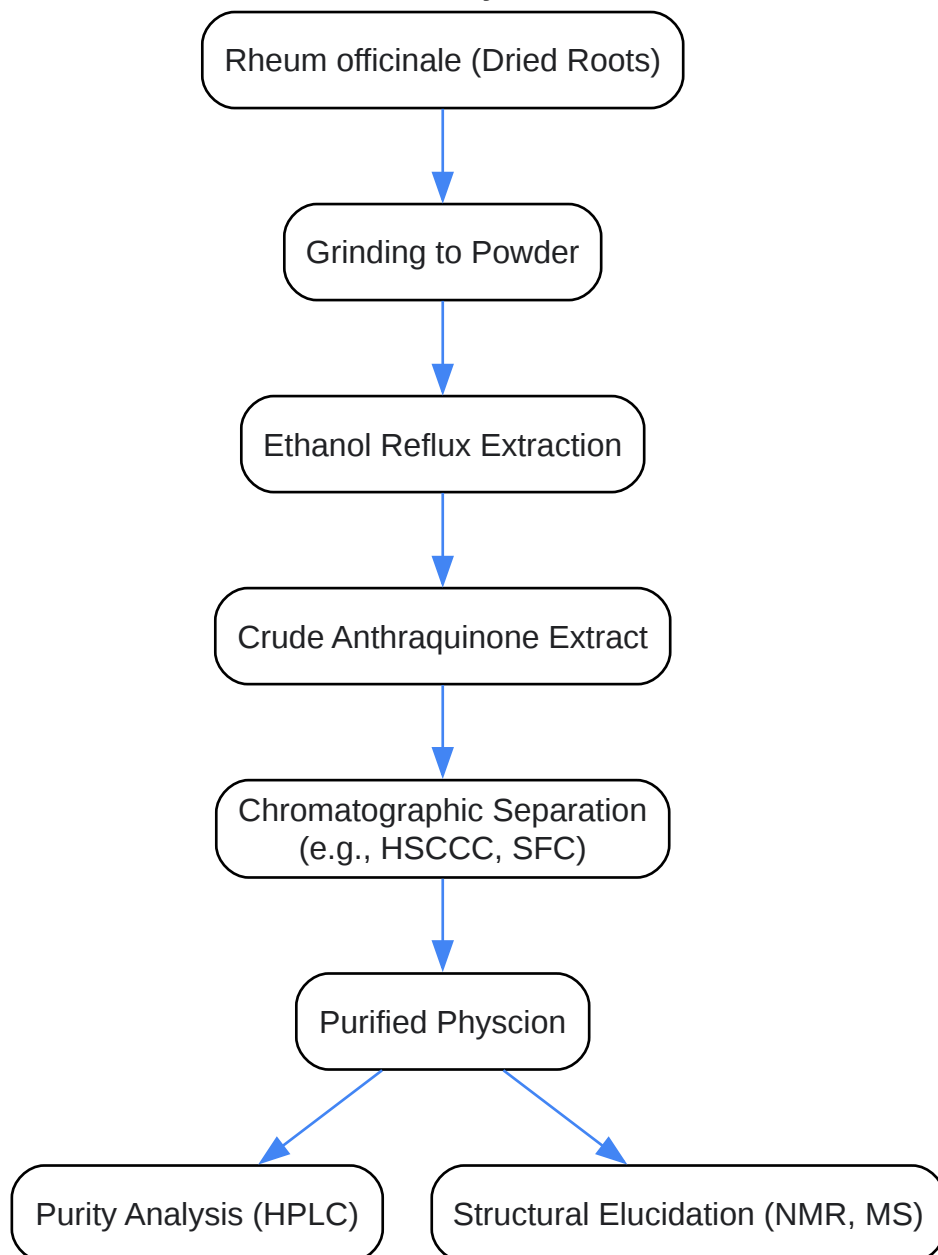 Rheum officinale (Dried Roots)
Grinding to Powder
Ethanol Reflux Extraction
Crude Anthraquinone Extract
Chromatographic Separation
(e.g., HSCCC, SFC)
Purified Physcion
Purity Analysis (HPLC)
Structural Elucidation (NMR, MS)